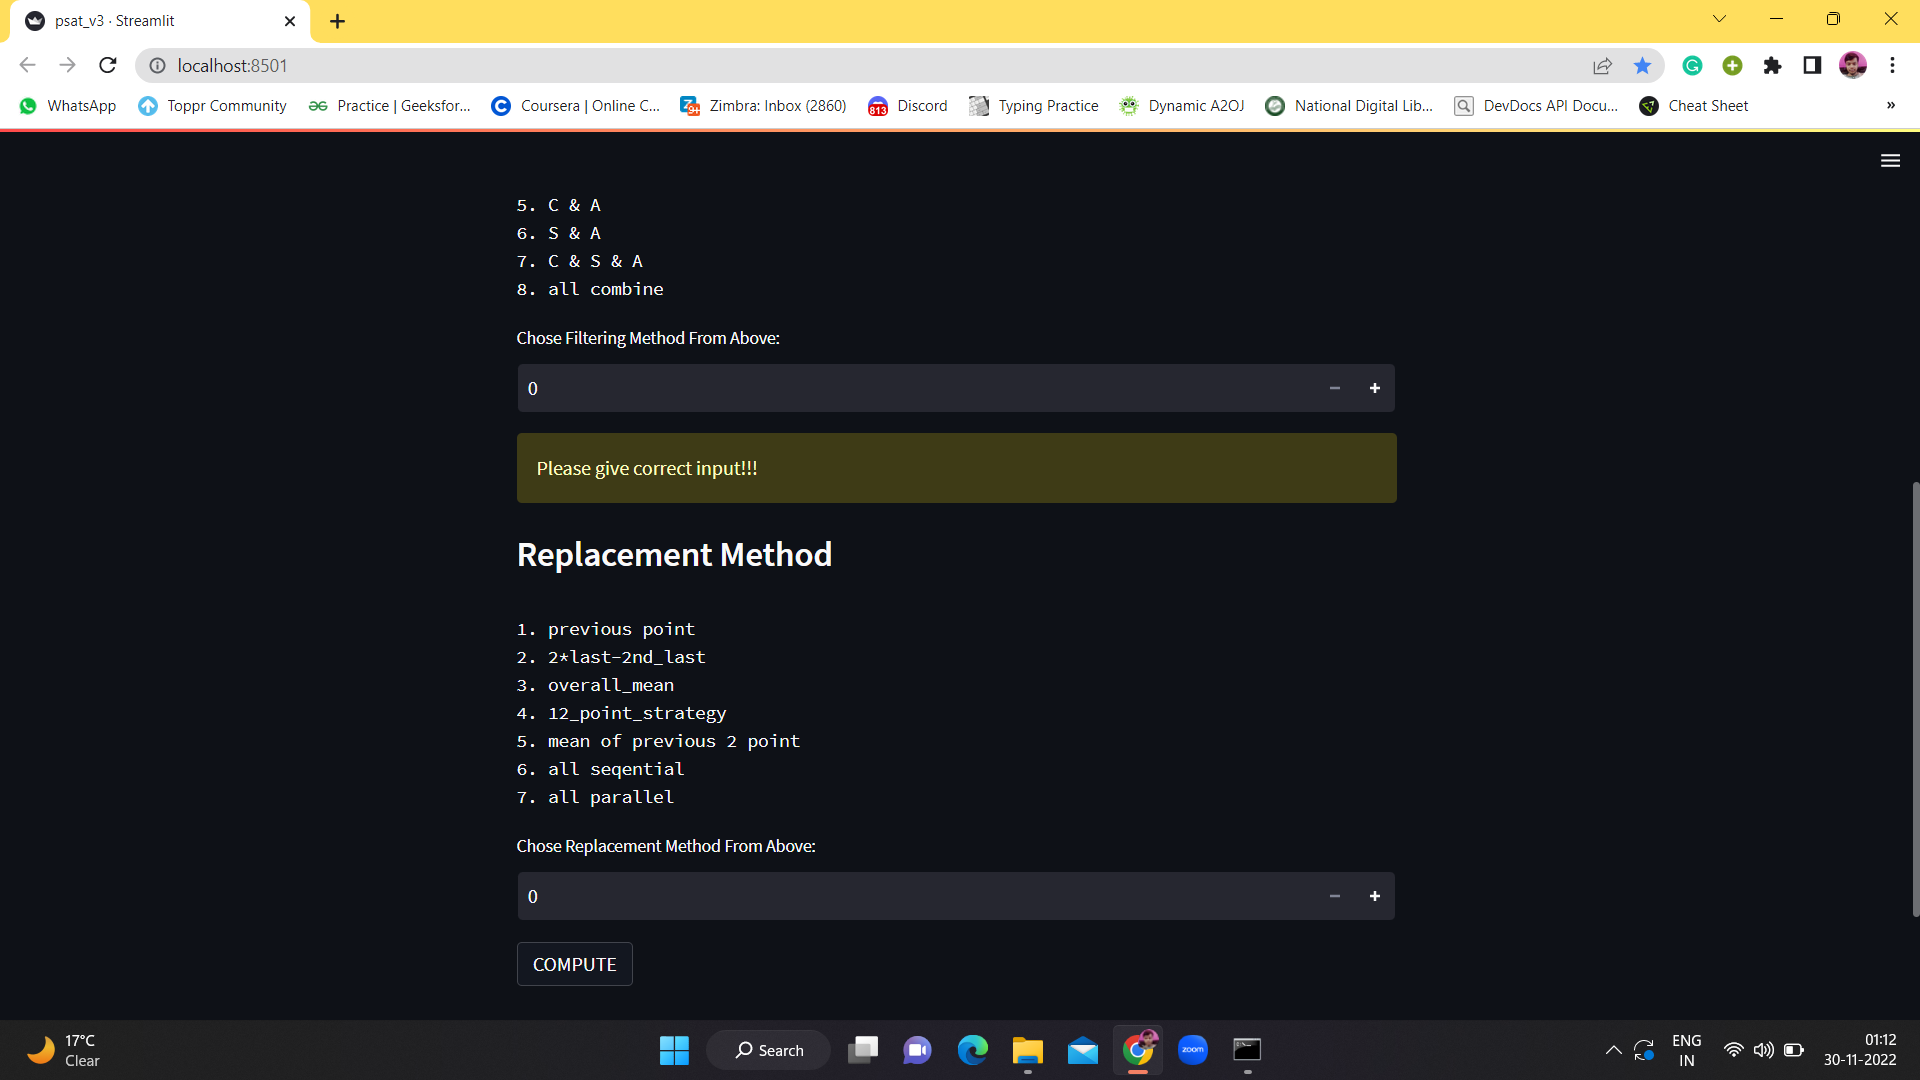 psat_v3 · Streamlit
localhost:8501
WhatsApp
Toppr Community
Practice | Geeksfor...
Coursera | Online C...
9+
Zimbra: Inbox (2860)
813
Discord
Typing Practice
Dynamic A2OJ
National Digital Lib...
DevDocs API Docu...
Cheat Sheet
»
5. C & A
6. S & A
7. C & S & A
8. all combine
Chose Filtering Method From Above:
0
Please give correct input!!!
Replacement Method
1. previous point
2. 2*last-2nd_last
3. overall_mean
4. 12_point_strategy
5. mean of previous 2 point
6. all seqential
7. all parallel
Chose Replacement Method From Above:
0
COMPUTE
17°C
Clear
Search
zoom
ENG
IN
01:12
30-11-2022